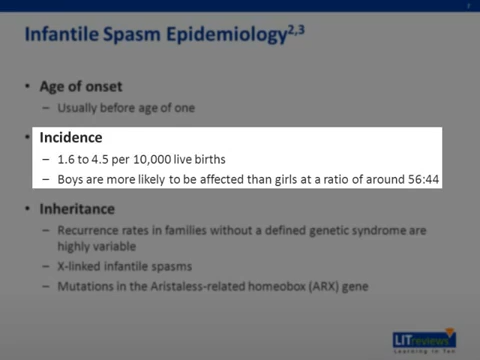 7
Infantile Spasm Epidemiology2,3
• Age of onset
– Usually before age of one
• Incidence
– 1.6 to 4.5 per 10,000 live births
– Boys are more likely to be affected than girls at a ratio of around 56:44
• Inheritance
– Recurrence rates in families without a defined genetic syndrome are
highly variable
– X-linked infantile spasms
– Mutations in the Aristaless-related homeobox (ARX) gene
LITreviews
Learning in Ten